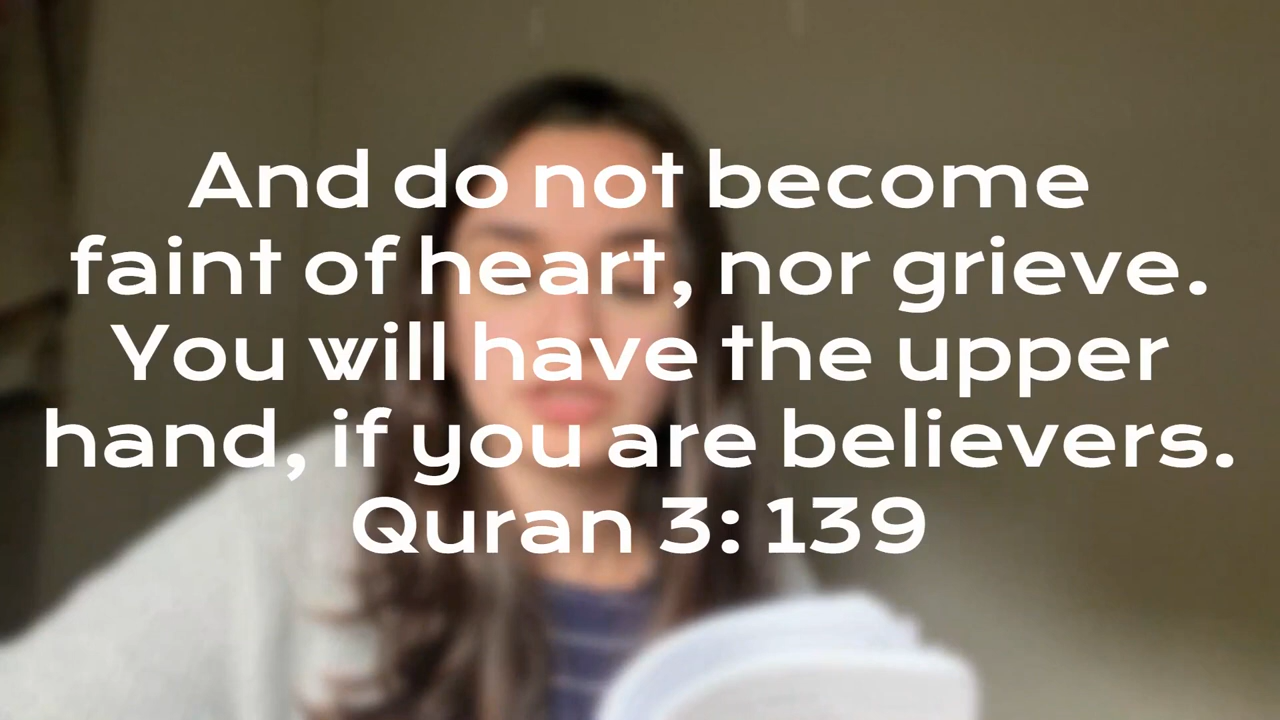 And do not become
faint of heart, nor grieve.
You will have the upper
hand, if you are believers.
Quran 3: 139